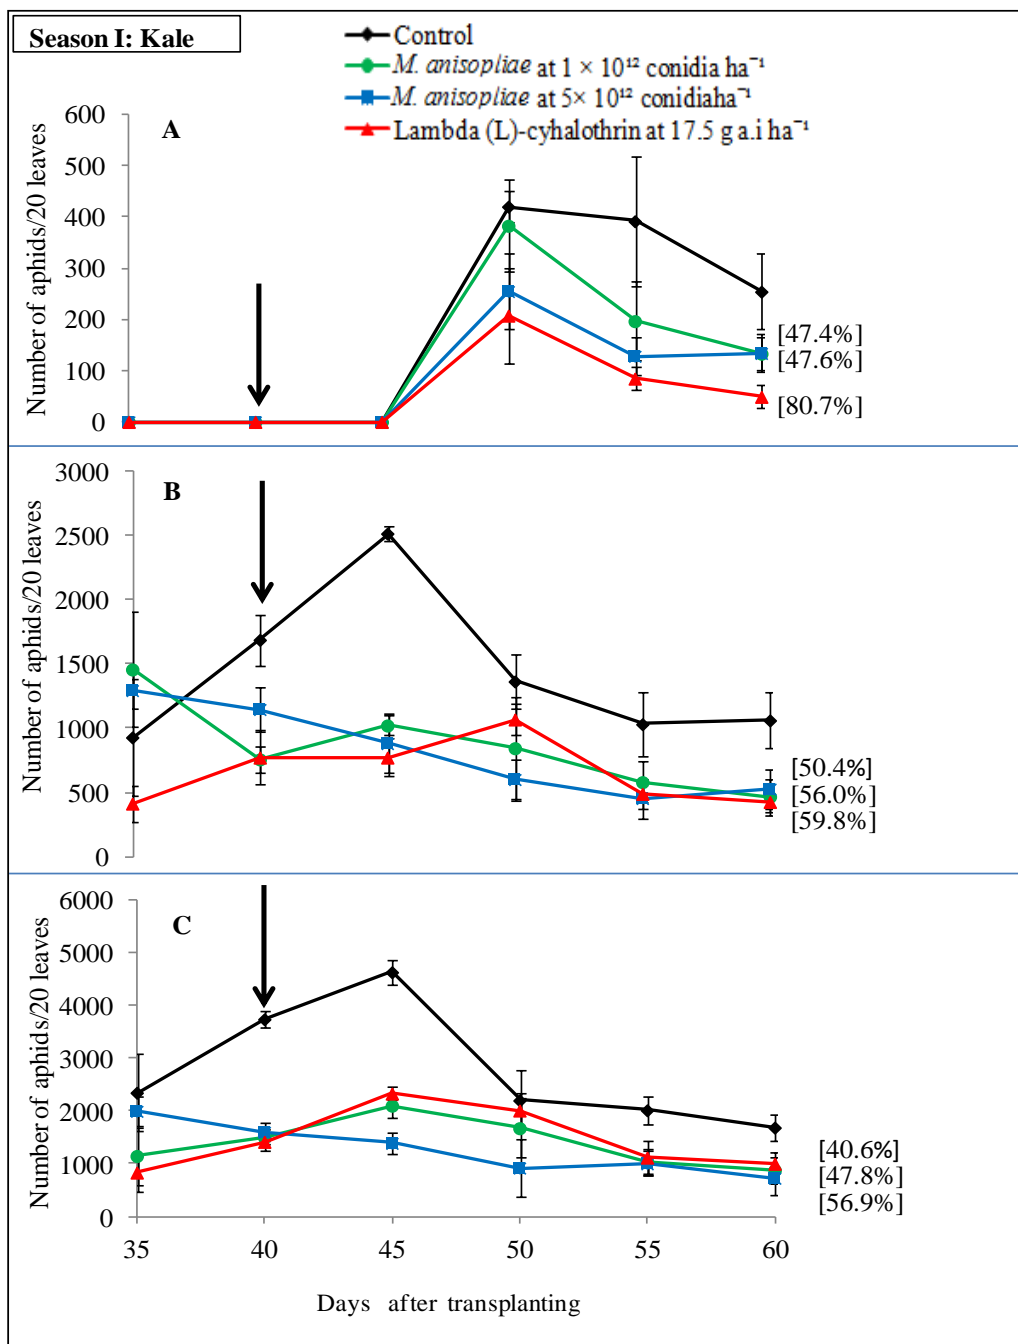 Season I: Kale
Control
M. anisopliae at 1 × 10¹² conidia ha⁻¹
M. anisopliae at 5× 10¹² conidiaha⁻¹
Lambda (L)-cyhalothrin at 17.5 g a.i ha⁻¹
A
Number of aphids/20 leaves
600
500
400
300
200
100
0
[47.4%]
[47.6%]
[80.7%]
B
Number of aphids/20 leaves
3000
2500
2000
1500
1000
500
0
[50.4%]
[56.0%]
[59.8%]
C
Number of aphids/20 leaves
6000
5000
4000
3000
2000
1000
0
[40.6%]
[47.8%]
[56.9%]
35 40 45 50 55 60
Days after transplanting